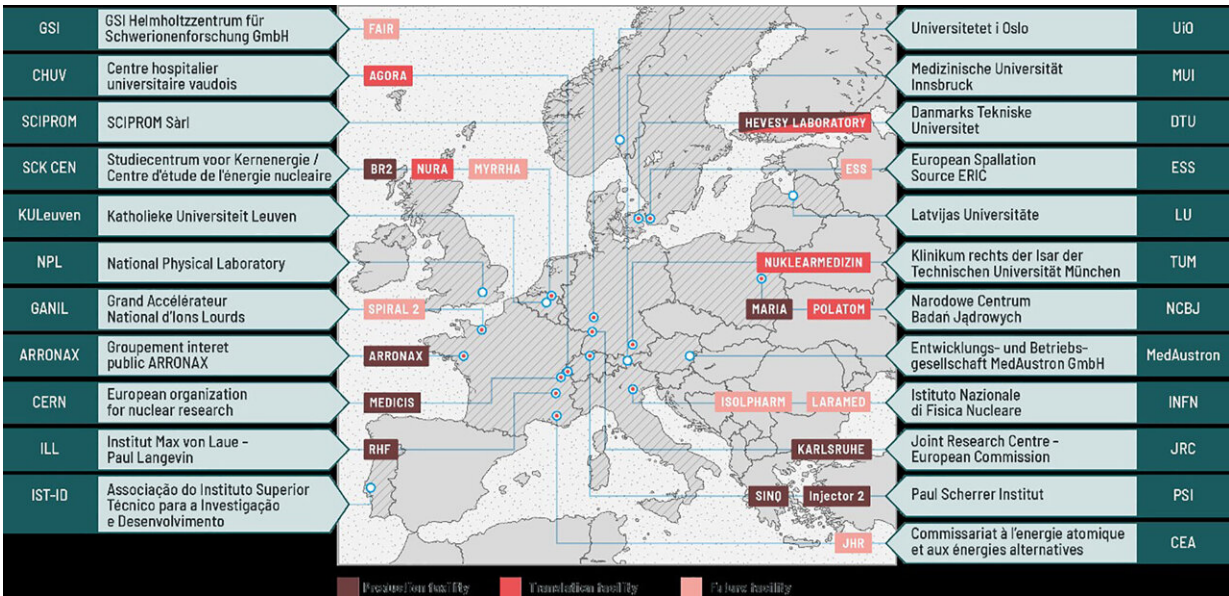 GSI
GSI Helmholtzzentrum für
Schwerionenforschung GmbH
FAIR
CHUV
Centre hospitalier
universitaire vaudois
AGORA
SCIPROM
SCIPROM Sàrl
SCK CEN
Studiecentrum voor Kernenergie /
Centre d'étude de l'énergie nucleaire
BR2
NURA
MYRRHA
KULeuven
Katholieke Universiteit Leuven
NPL
National Physical Laboratory
GANIL
Grand Accélérateur
National d'Ions Lourds
SPIRAL 2
ARRONAX
Groupement interet
public ARRONAX
ARRONAX
CERN
European organization
for nuclear research
MEDICIS
ILL
Institut Max von Laue –
Paul Langevin
RHF
IST-ID
Associação do Instituto Superior
Técnico para a Investigação
e Desenvolvimento
Universitetet i Oslo
UiO
Medizinische Universität
Innsbruck
MUI
HEVESY LABORATORY
Danmarks Tekniske
Universitet
DTU
ESS
European Spallation
Source ERIC
ESS
Latvijas Universitāte
LU
NUKLEARMEDIZIN
Klinikum rechts der Isar der
Technischen Universität München
TUM
MARIA
POLATOM
Narodowe Centrum
Badań Jądrowych
NCBJ
Entwicklungs- und Betriebs-
gesellschaft MedAustron GmbH
MedAustron
ISOLPHARM
LARAMED
Istituto Nazionale
di Fisica Nucleare
INFN
KARLSRUHE
Joint Research Centre –
European Commission
JRC
SINQ
Injector 2
Paul Scherrer Institut
PSI
JHR
Commissariat à l'energie atomique
et aux énergies alternatives
CEA
Production facility
Translation facility
Future facility